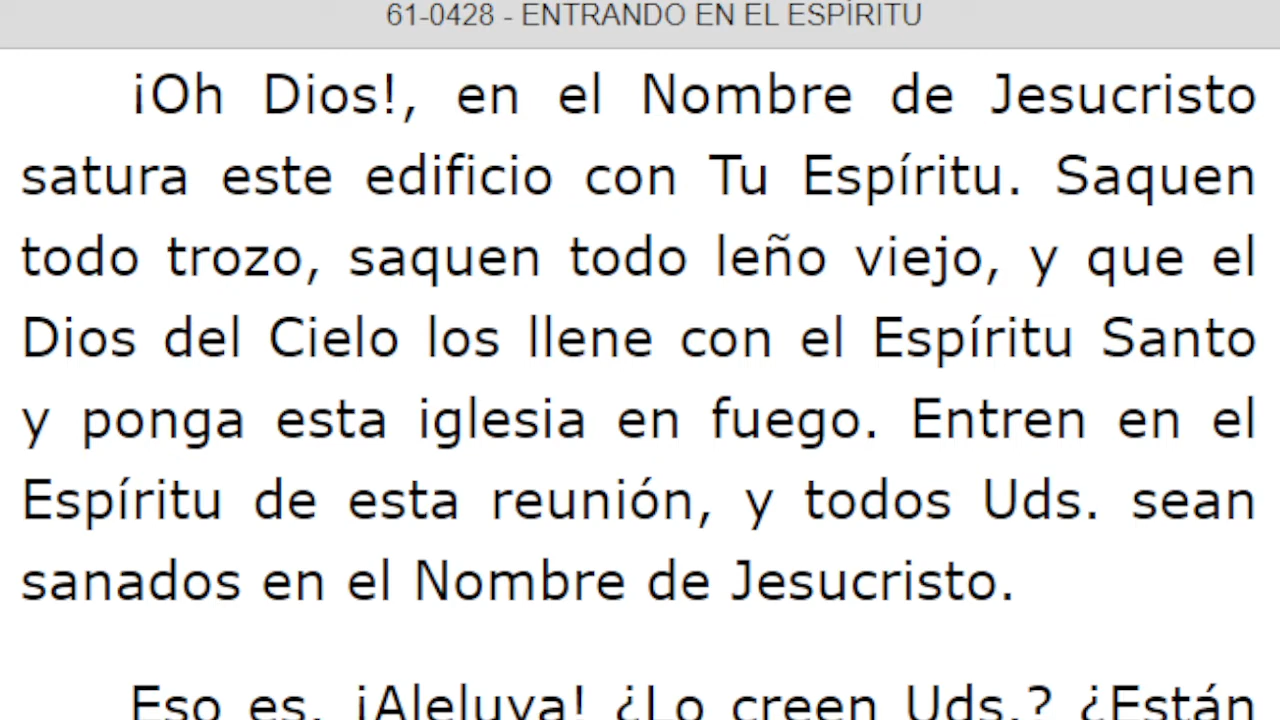 61-0428 - ENTRANDO EN EL ESPÍRITU
¡Oh Dios!, en el Nombre de Jesucristo
satura este edificio con Tu Espíritu. Saquen
todo trozo, saquen todo leño viejo, y que el
Dios del Cielo los llene con el Espíritu Santo
y ponga esta iglesia en fuego. Entren en el
Espíritu de esta reunión, y todos Uds. sean
sanados en el Nombre de Jesucristo.
Eso es. ¡Aleluya! ¿Lo creen Uds.? ¿Están